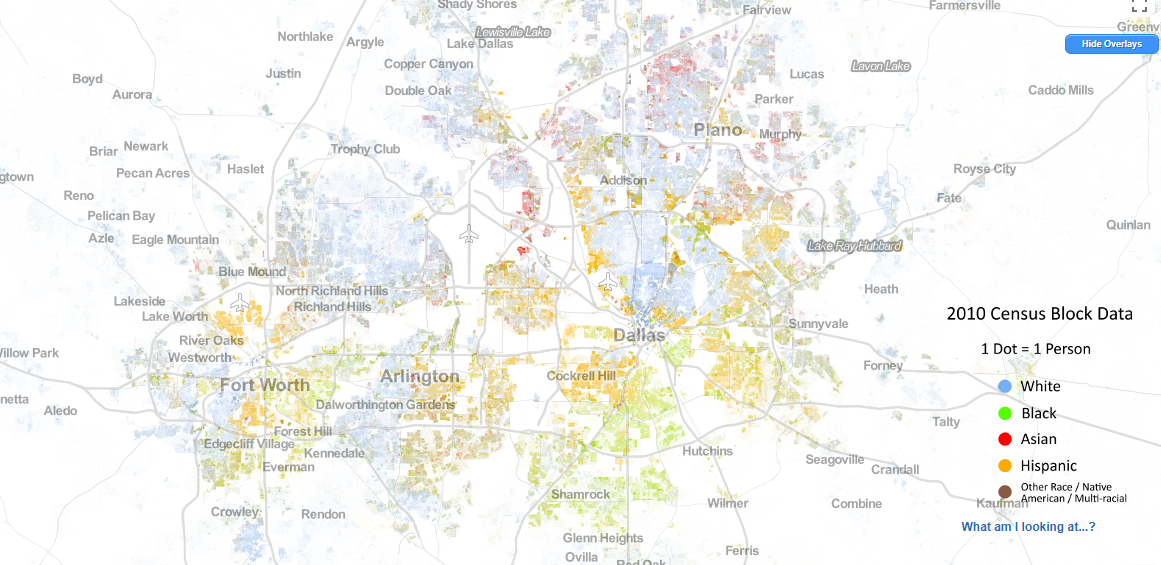 Shady Shores
Fairview
Farmersville
Lewisville Lake
Northlake
Argyle
Lake Dallas
Hide Overlays
Copper Canyon
Lavon Lake
Justin
Lucas
Boyd
Double Oak
Caddo Mills
Aurora
Parker
Plano
Murphy
Briar
Newark
Trophy Club
Pecan Acres
Haslet
Royse City
gtown
Addison
Reno
Fate
Pelican Bay
Quinlan
Azle
Eagle Mountain
Lake Ray Hubbard
Blue Mound
North Richland Hills
Heath
Lakeside
Richland Hills
Lake Worth
2010 Census Block Data
Sunnyvale
River Oaks
Dallas
1 Dot = 1 Person
Westworth
Forney
Fort Worth
Arlington
Cockrell Hill
White
netta
Aledo
Dalworthington Gardens
Black
Talty
Forest Hill
Edgecliff Village
Asian
Kennedale
Hutchins
Seagoville
Everman
Crandall
Hispanic
Shamrock
Other Race / Native
American / Multi-racial
Crowley
Rendon
Wilmer
Combine
Kaufman
What am I looking at...?
Glenn Heights
Ovilla
Ferris
Red Oak